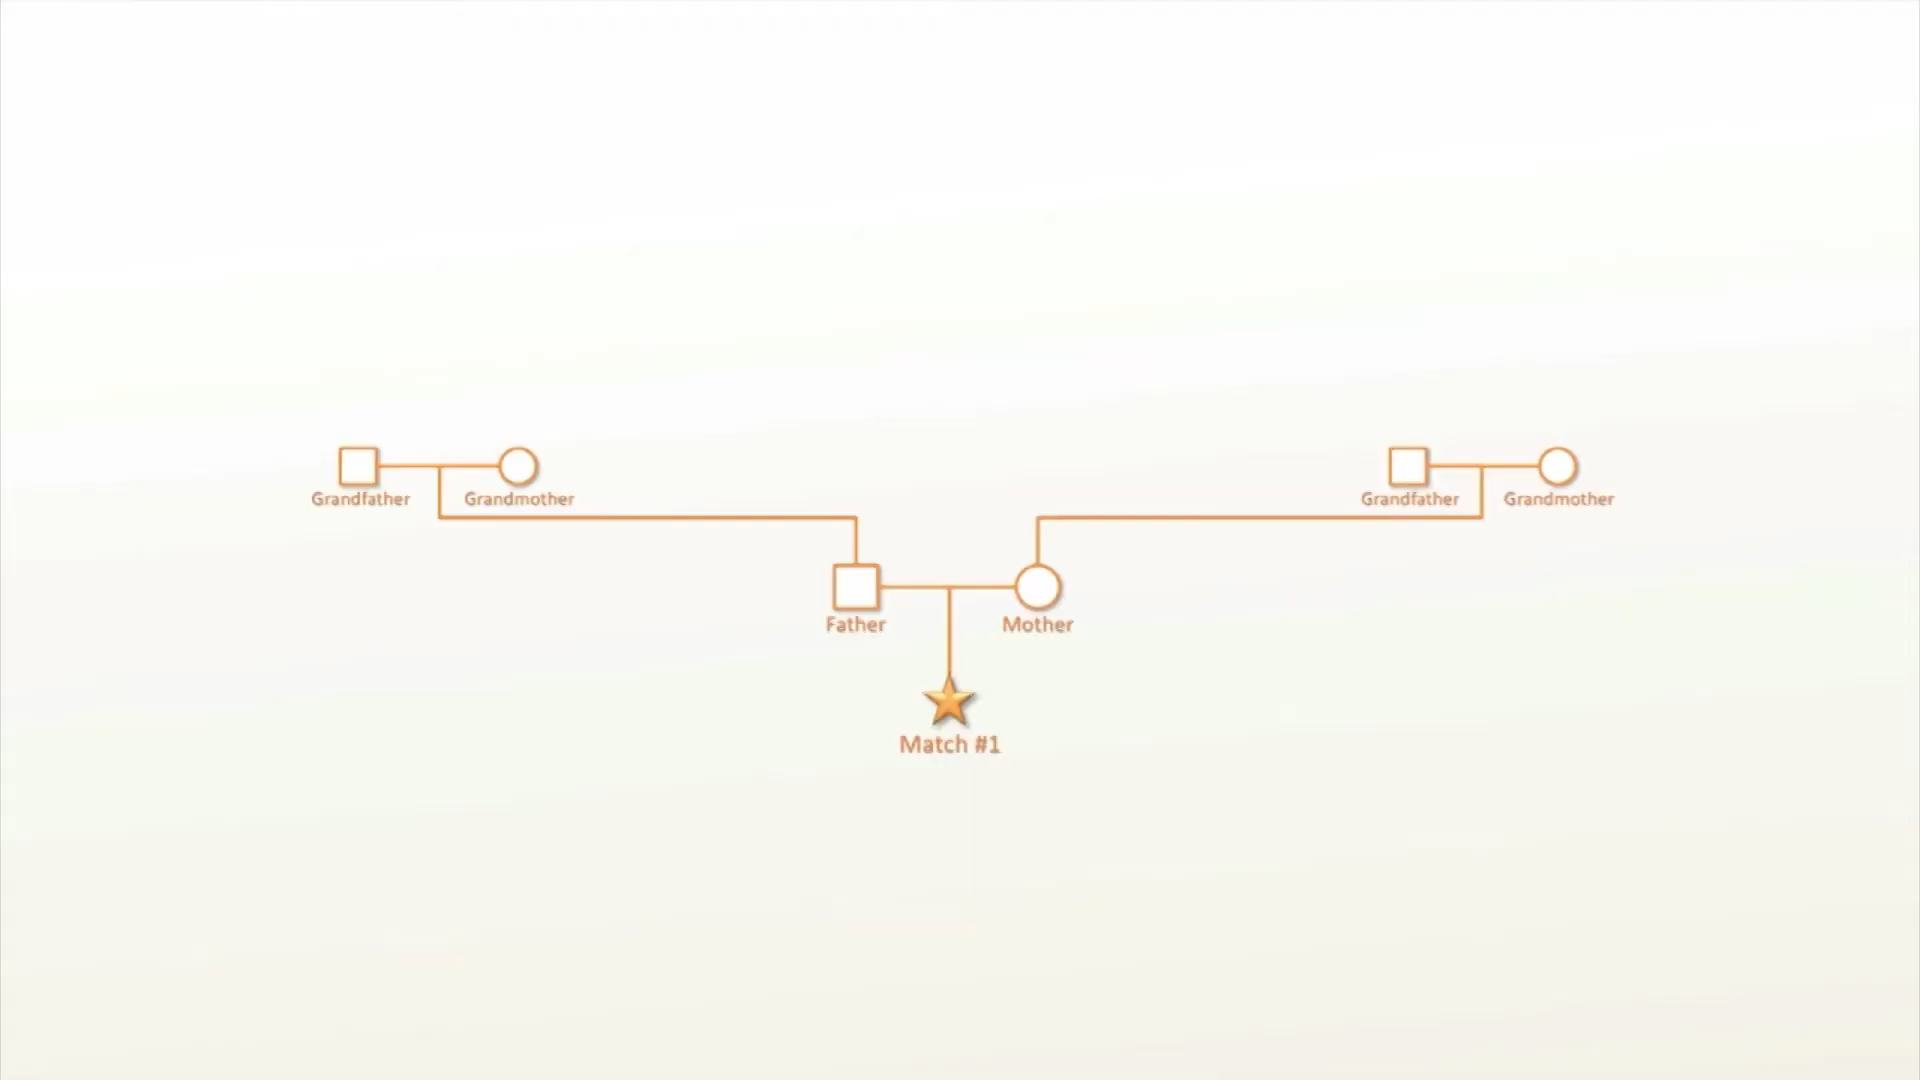 Grandfather
Grandmother
Grandfather
Grandmother
Father
Mother
Match #1